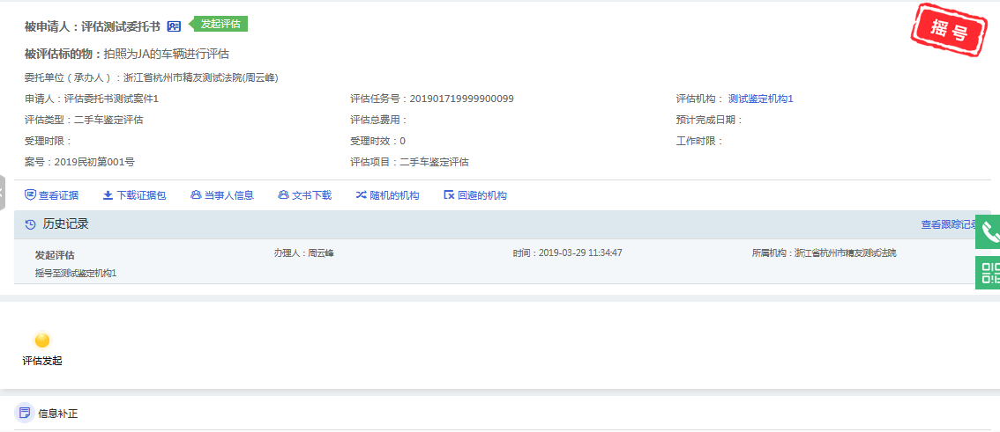 被申请人：评估测试委托书 发起评估
摇号
被评估标的物：拍照为JA的车辆进行评估
委托单位（承办人）：浙江省杭州市精友测试法院(周云峰)
申请人：评估委托书测试案件1 评估任务号：201901719999900099 评估机构： 测试鉴定机构1
评估类型：二手车鉴定评估 评估总费用： 预计完成日期：
受理时限： 受理时效：0 工作时限：
案号：2019民初第001号 评估项目：二手车鉴定评估
查看证据 下载证据包 当事人信息 文书下载 随机的机构 回避的机构
历史记录 查看跟踪记录
发起评估 办理人：周云峰 时间：2019-03-29 11:34:47 所属机构：浙江省杭州市精友测试法院
摇号至测试鉴定机构1
评估发起
信息补正